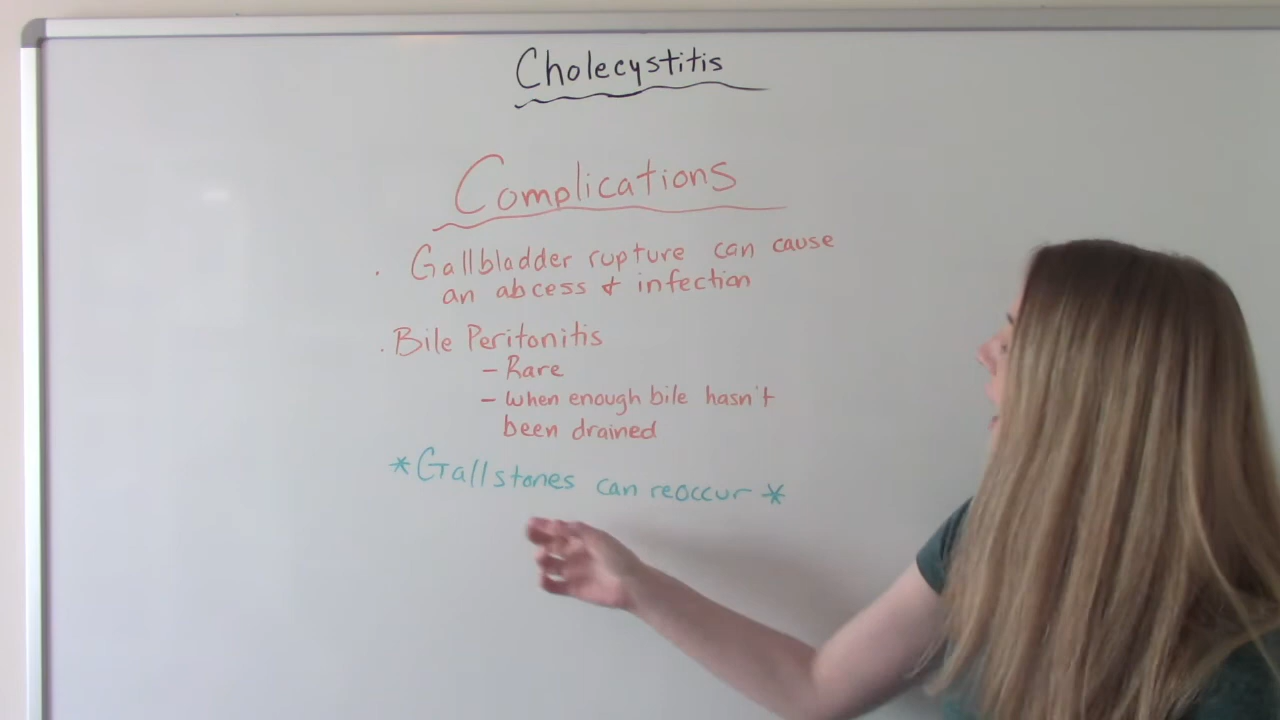 Cholecystitis
Complications
. Gallbladder rupture can cause
an abcess & infection
. Bile Peritonitis
- Rare
- when enough bile hasn't
been drained
*Gallstones can reoccur*